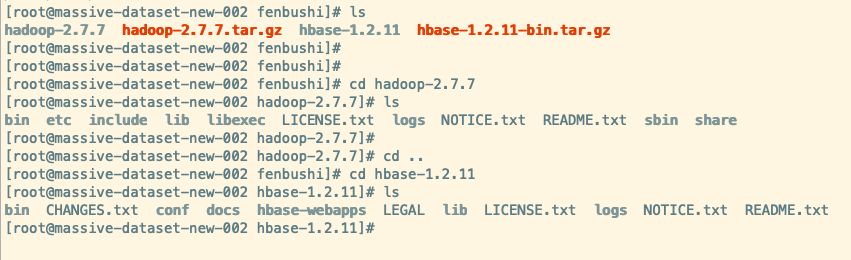 [root@massive-dataset-new-002 fenbushi]# ls
hadoop-2.7.7  hadoop-2.7.7.tar.gz  hbase-1.2.11  hbase-1.2.11-bin.tar.gz
[root@massive-dataset-new-002 fenbushi]#
[root@massive-dataset-new-002 fenbushi]#
[root@massive-dataset-new-002 fenbushi]# cd hadoop-2.7.7
[root@massive-dataset-new-002 hadoop-2.7.7]# ls
bin  etc  include  lib  libexec  LICENSE.txt  logs  NOTICE.txt  README.txt  sbin  share
[root@massive-dataset-new-002 hadoop-2.7.7]#
[root@massive-dataset-new-002 hadoop-2.7.7]# cd ..
[root@massive-dataset-new-002 fenbushi]# cd hbase-1.2.11
[root@massive-dataset-new-002 hbase-1.2.11]# ls
bin  CHANGES.txt  conf  docs  hbase-webapps  LEGAL  lib  LICENSE.txt  logs  NOTICE.txt  README.txt
[root@massive-dataset-new-002 hbase-1.2.11]#